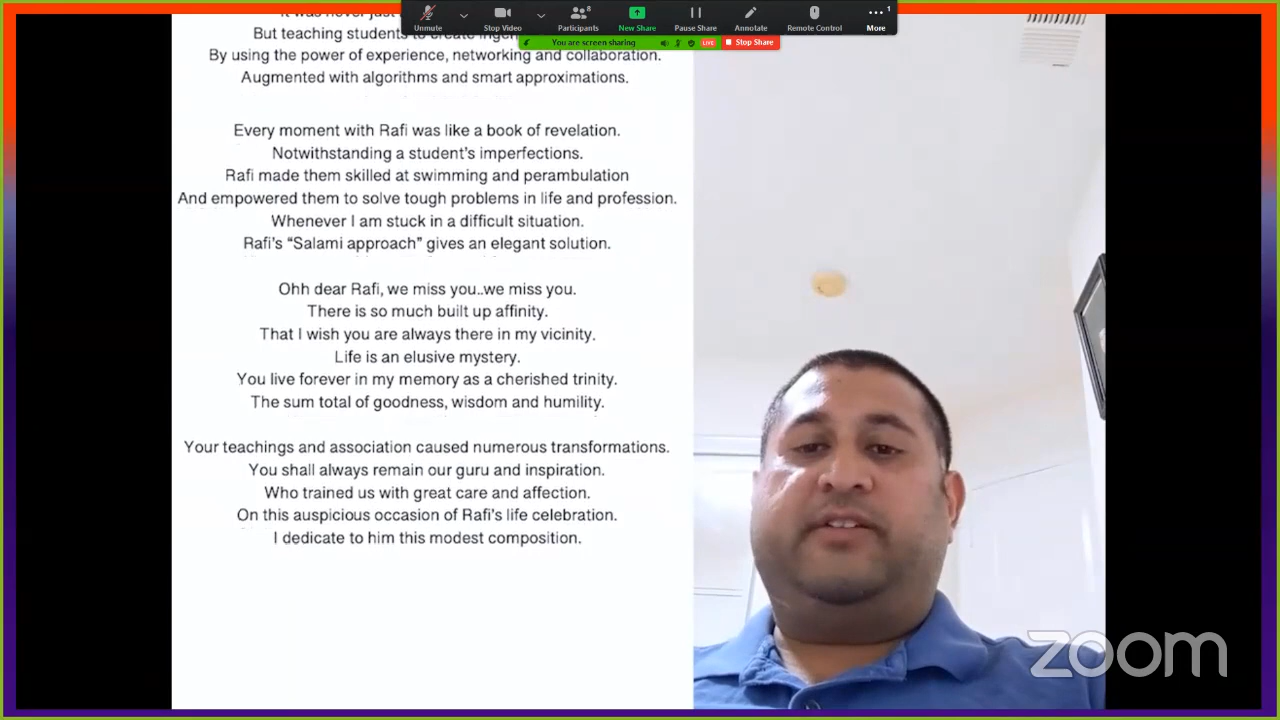 Unmute
Stop Video
8
Participants
New Share
Pause Share
Annotate
Remote Control
1
More
You are screen sharing
LIVE
Stop Share
It was never just
But teaching students to create
By using the power of experience, networking and collaboration.
Augmented with algorithms and smart approximations.
Every moment with Rafi was like a book of revelation.
Notwithstanding a student's imperfections.
Rafi made them skilled at swimming and perambulation
And empowered them to solve tough problems in life and profession.
Whenever I am stuck in a difficult situation.
Rafi's “Salami approach” gives an elegant solution.
Ohh dear Rafi, we miss you..we miss you.
There is so much built up affinity.
That I wish you are always there in my vicinity.
Life is an elusive mystery.
You live forever in my memory as a cherished trinity.
The sum total of goodness, wisdom and humility.
Your teachings and association caused numerous transformations.
You shall always remain our guru and inspiration.
Who trained us with great care and affection.
On this auspicious occasion of Rafi's life celebration.
I dedicate to him this modest composition.
zoom